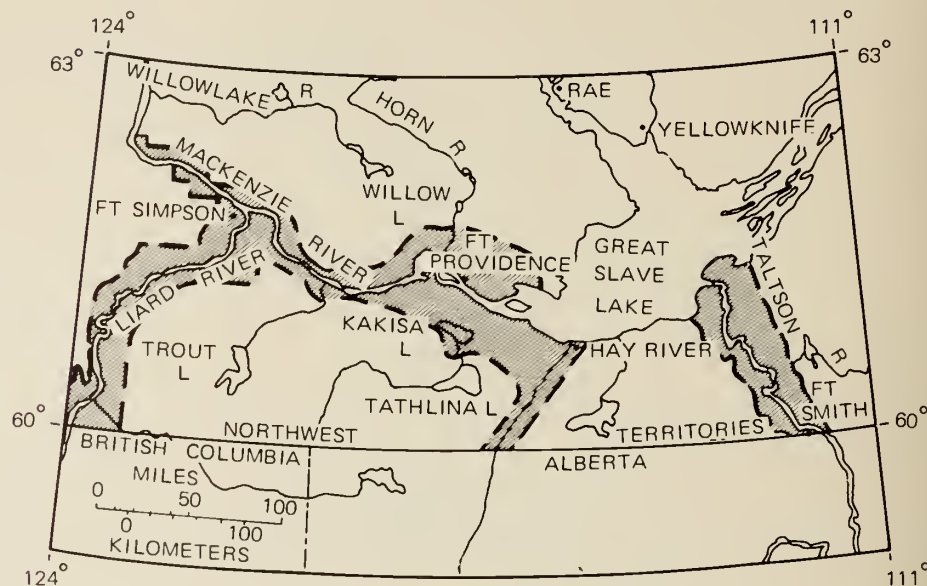 124° 111°
63° 63°
WILLOWLAKE R
HORN R
RAE
YELLOWKNIFE
MACKENZIE RIVER
WILLOW L
FT SIMPSON
FT PROVIDENCE
GREAT SLAVE LAKE
TALTSON R
LIARD RIVER
KAKISA L
HAY RIVER
TROUT L
TATHLINA L
FT SMITH
60° 60°
NORTHWEST TERRITORIES
BRITISH COLUMBIA
ALBERTA
MILES
0 50 100
0 100
KILOMETERS
124° 111°